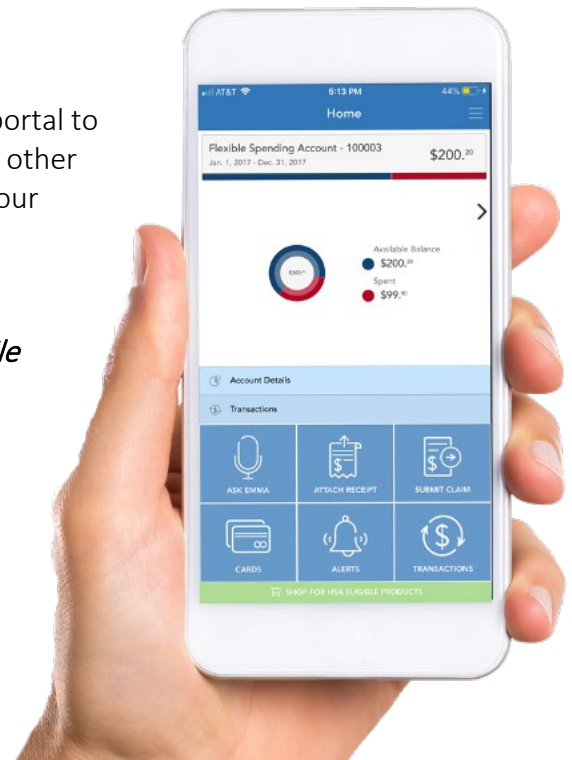 portal to
other
our
le
AT&T 5:13 PM 44%
Home
Flexible Spending Account - 100003
Jan. 1, 2017 - Dec. 31, 2017
$200.20
Available Balance
$200.20
Spent
$99.80
Account Details
Transactions
ASK EMMA ATTACH RECEIPT SUBMIT CLAIM
CARDS ALERTS TRANSACTIONS
SHOP FOR HSA ELIGIBLE PRODUCTS